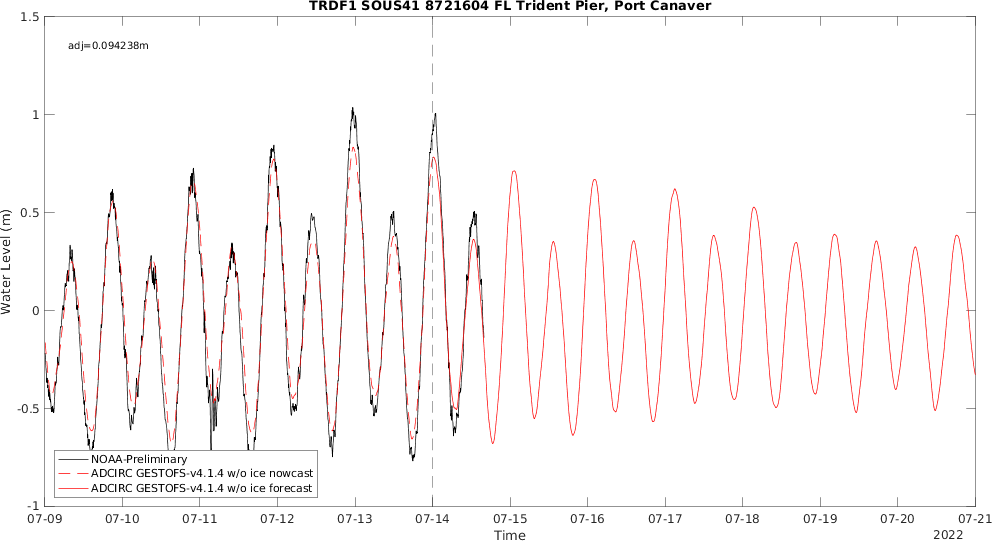 TRDF1 SOUS41 8721604 FL Trident Pier, Port Canaver
adj=0.094238m
1.5
1
0.5
0
-0.5
-1
Water Level (m)
NOAA-Preliminary
ADCIRC GESTOFS-v4.1.4 w/o ice nowcast
ADCIRC GESTOFS-v4.1.4 w/o ice forecast
07-09 07-10 07-11 07-12 07-13 07-14 07-15 07-16 07-17 07-18 07-19 07-20 07-21
Time
2022